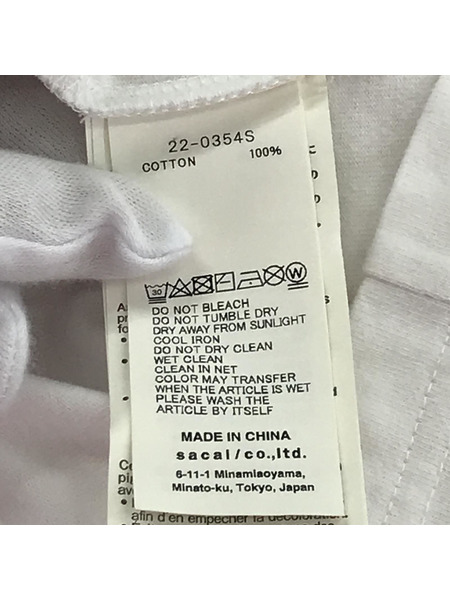 22-0354S
COTTON 100%
30 W
DO NOT BLEACH
DO NOT TUMBLE DRY
DRY AWAY FROM SUNLIGHT
COOL IRON
DO NOT DRY CLEAN
WET CLEAN
CLEAN IN NET
COLOR MAY TRANSFER
WHEN THE ARTICLE IS WET
PLEASE WASH THE
ARTICLE BY ITSELF
MADE IN CHINA
sacai/co.,ltd.
6-11-1 Minamiaoyama,
Minato-ku, Tokyo, Japan
afin d'en empêcher la décoloration